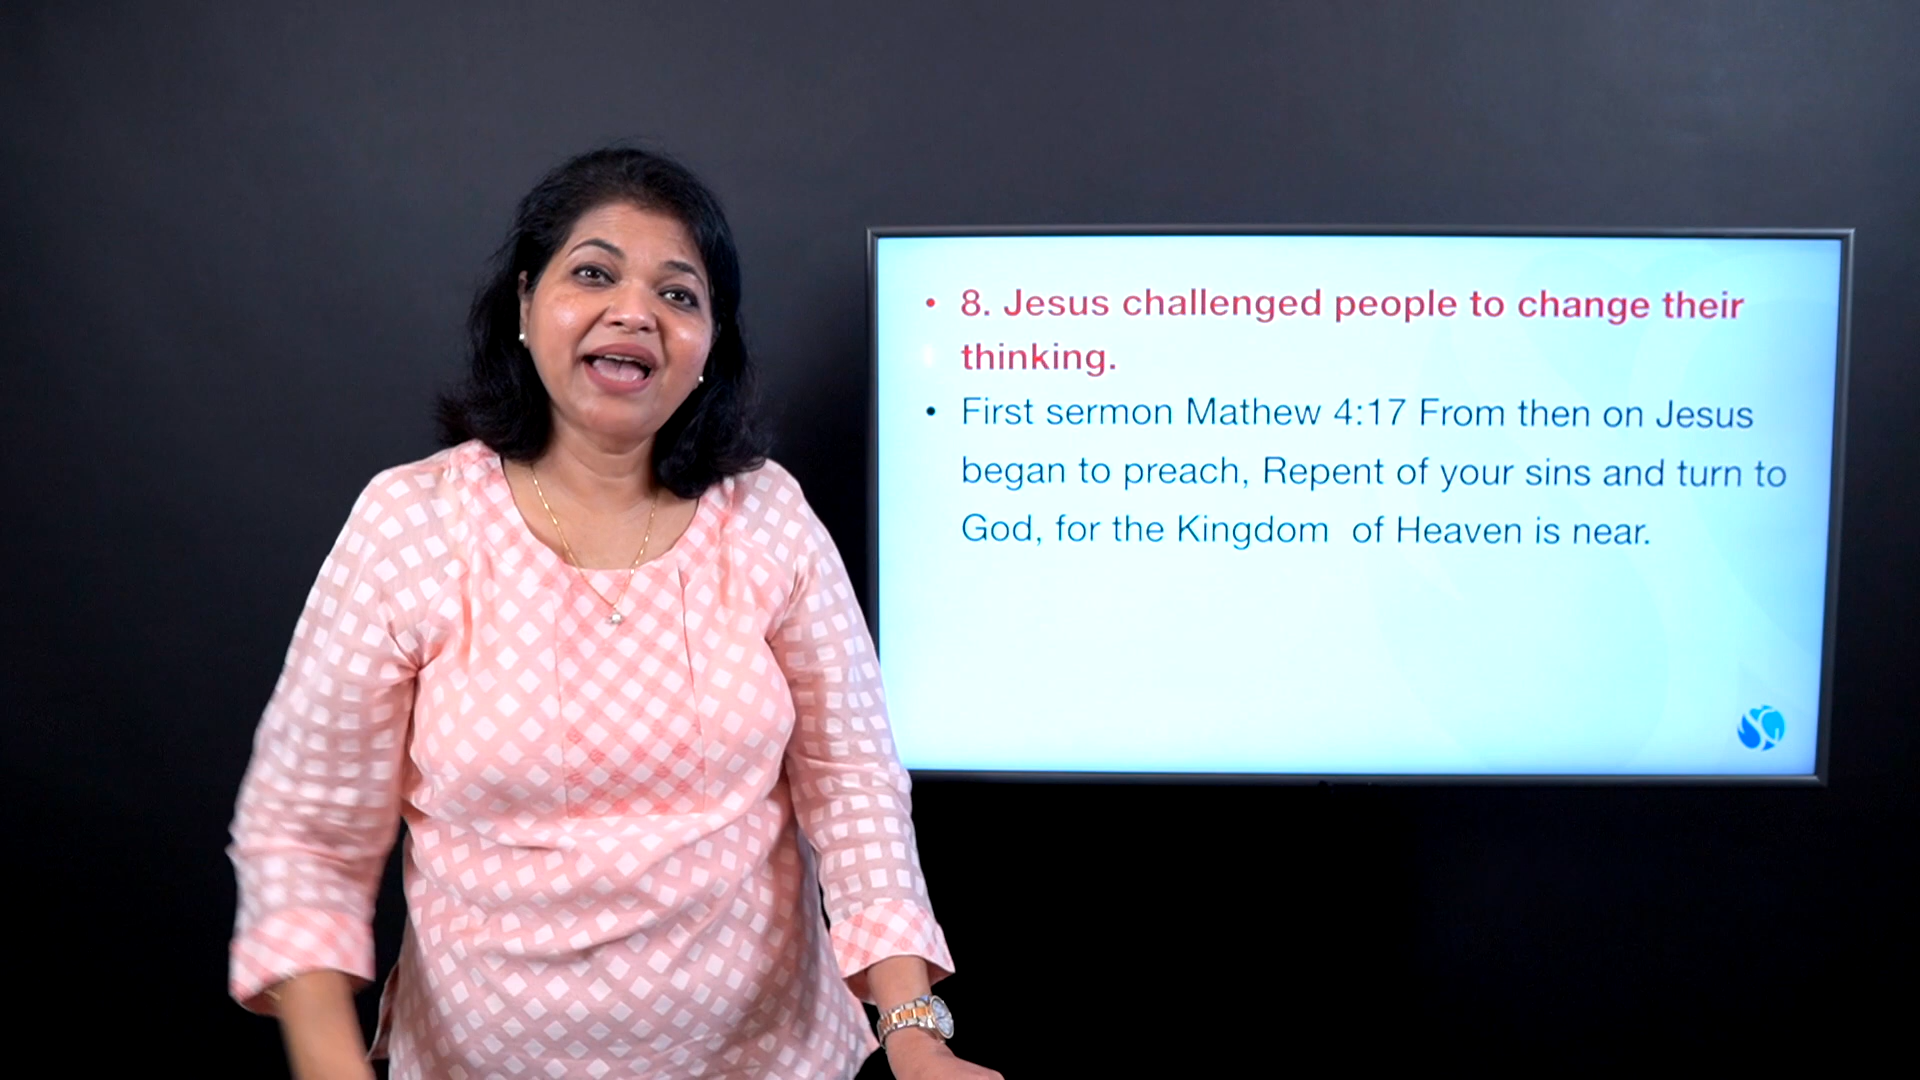 • 8. Jesus challenged people to change their
thinking.
• First sermon Mathew 4:17 From then on Jesus
began to preach, Repent of your sins and turn to
God, for the Kingdom of Heaven is near.